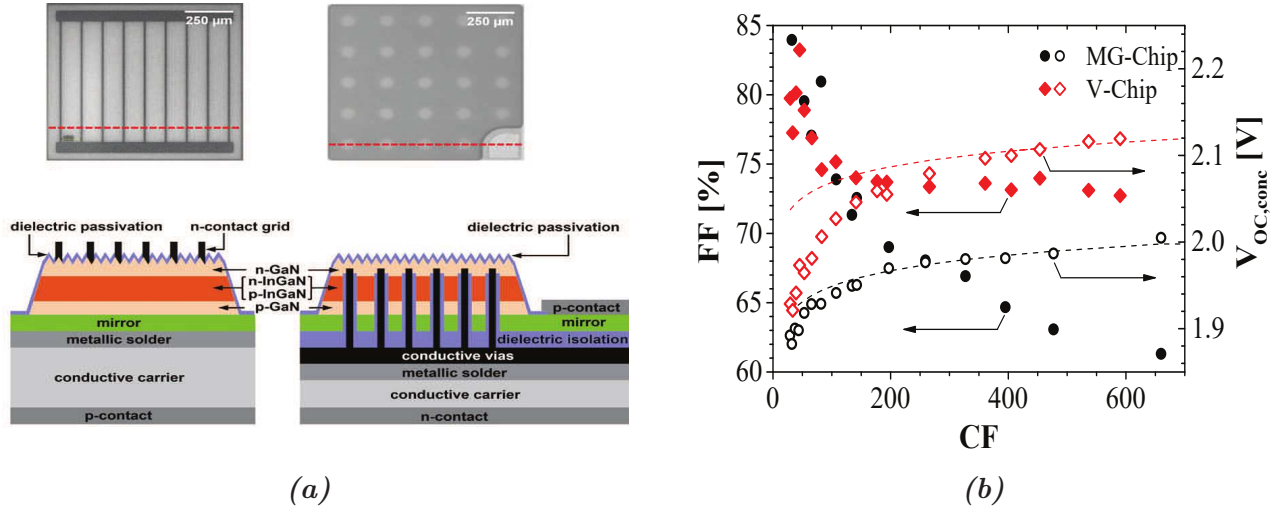 250 µm
250 µm
dielectric passivation
n-contact grid
dielectric passivation
n-GaN
n-InGaN
p-InGaN
p-GaN
p-contact
mirror
mirror
metallic solder
dielectric isolation
conductive vias
conductive carrier
metallic solder
conductive carrier
p-contact
n-contact
(a)
85
80
75
70
65
60
FF [%]
MG-Chip
V-Chip
2.2
2.1
2.0
1.9
V_OC,conc [V]
0
200
400
600
CF
(b)